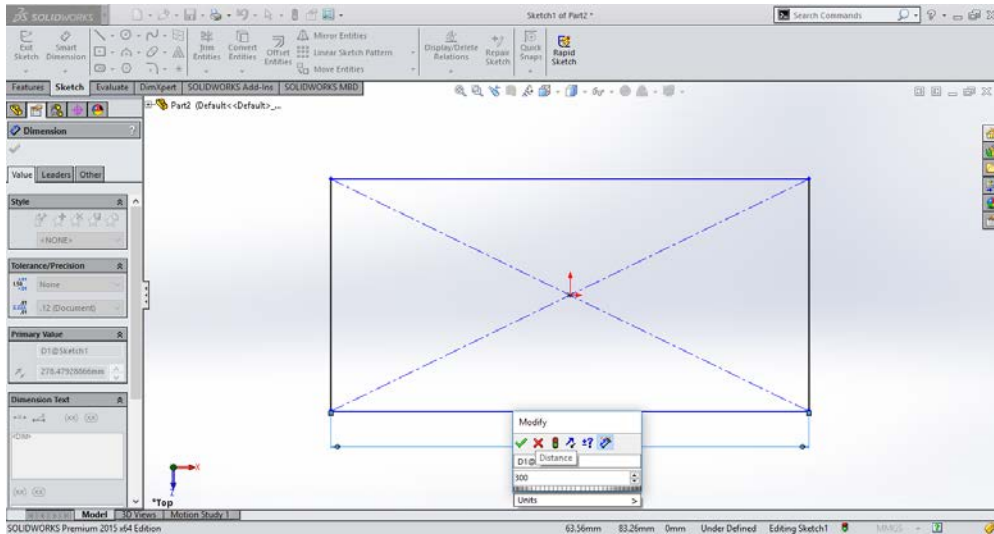 SOLIDWORKS
Sketch1 of Part2 *
Search Commands
Exit Sketch
Smart Dimension
Trim Entities
Convert Entities
Offset Entities
Mirror Entities
Linear Sketch Pattern
Move Entities
Display/Delete Relations
Repair Sketch
Quick Snaps
Rapid Sketch
Features Sketch Evaluate DimXpert SOLIDWORKS Add-Ins SOLIDWORKS MBD
Part2 (Default<<Default>_...
Dimension ?
Value Leaders Other
Style
<NONE>
Tolerance/Precision
None
.12 (Document)
Primary Value
D1@Sketch1
278.47928866mm
Dimension Text
<DIM>
Modify
D1@
Distance
300
Units >
X
*Top
Model 3D Views Motion Study 1
SOLIDWORKS Premium 2015 x64 Edition
63.56mm 83.26mm 0mm Under Defined Editing Sketch1 MMGS